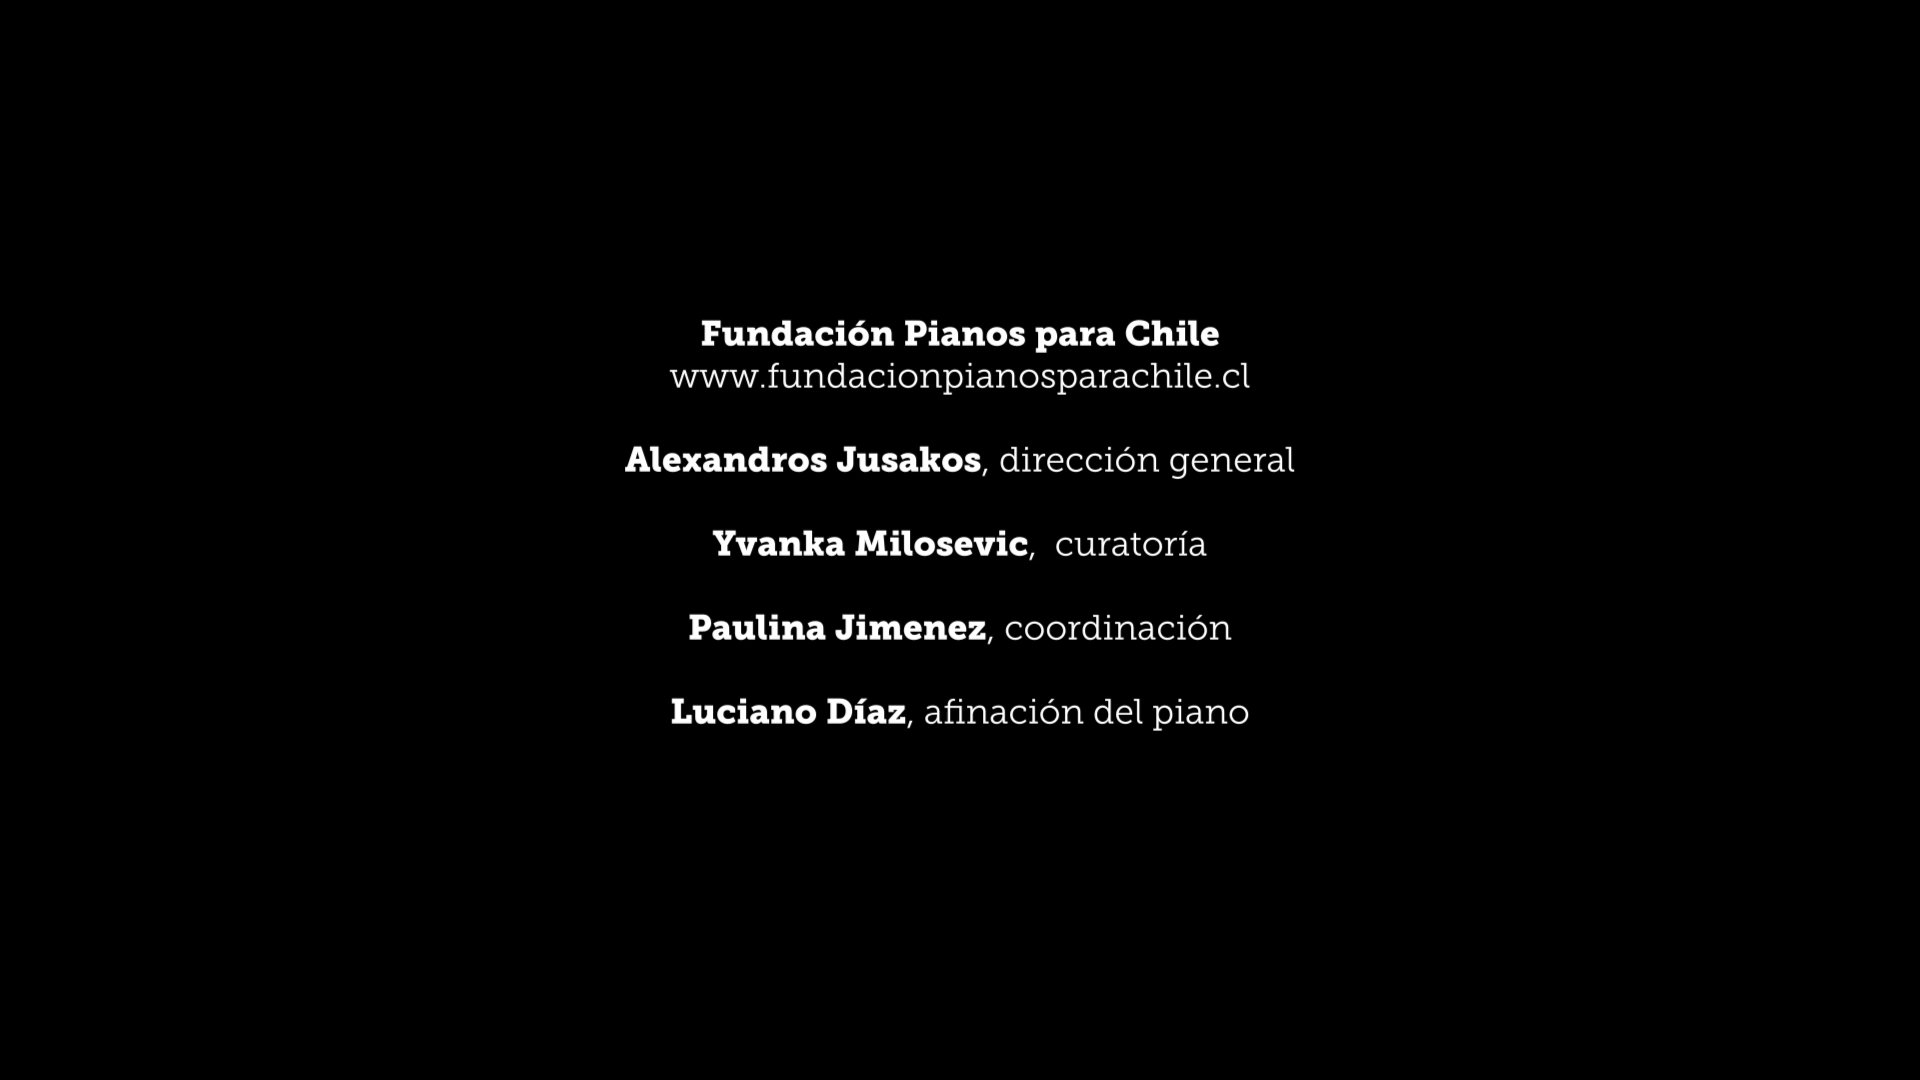 Fundación Pianos para Chile
www.fundacionpianosparachile.cl
Alexandros Jusakos, dirección general
Yvanka Milosevic,  curatoría
Paulina Jimenez, coordinación
Luciano Díaz, afinación del piano